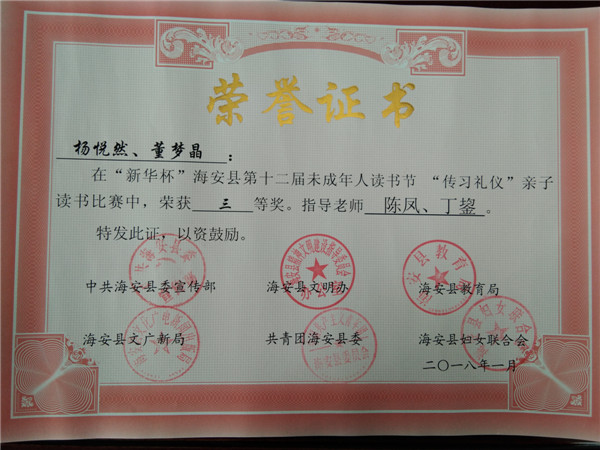 荣誉证书
杨悦然、董梦晶：
在“新华杯”海安县第十二届未成年人读书节 “传习礼仪”亲子
读书比赛中，荣获 三 等奖。指导老师 陈凤、丁鋆 。
特发此证，以资鼓励。
中共海安县委宣传部 海安县文明办 海安县教育局
海安县文广新局 共青团海安县委 海安县妇女联合会
二〇一八年一月